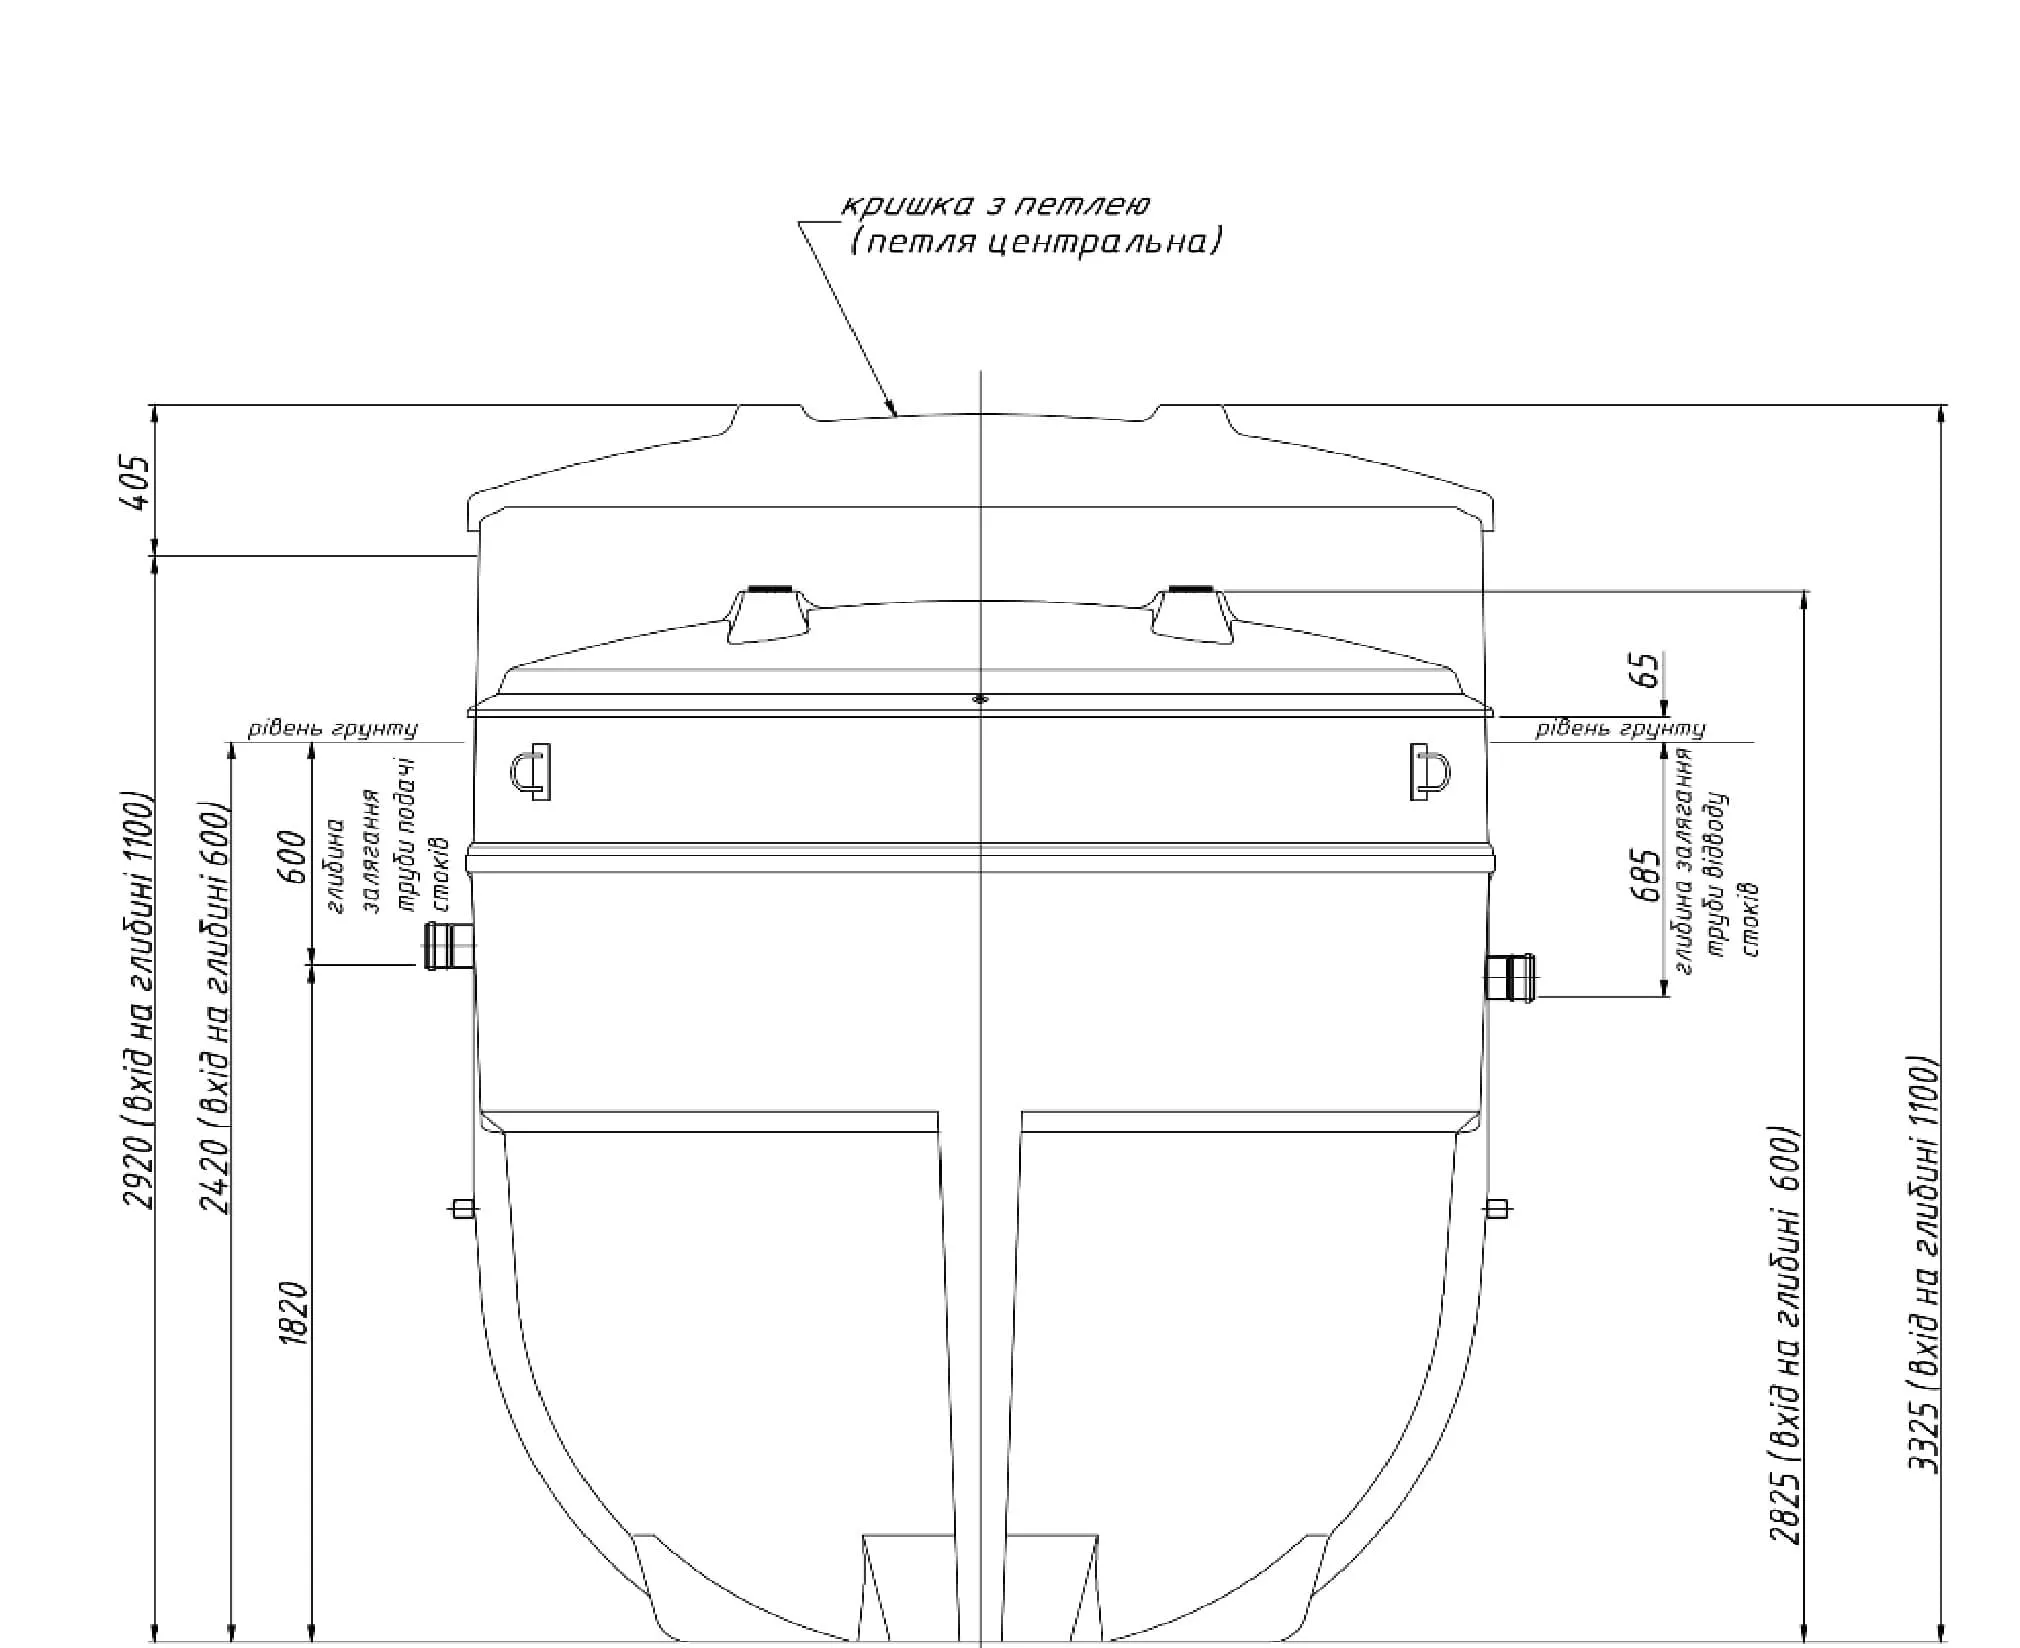 кришка з петлею
(петля центральна)
405
2920 (вхід на глибині 1100)
рівень грунту
2420 (вхід на глибині 600)
600
глибина
залягання
труби подачі
стоків
1820
65
рівень грунту
685
глибина залягання
труби відводу
стоків
2825 (вхід на глибині 600)
3325 (вхід на глибині 1100)